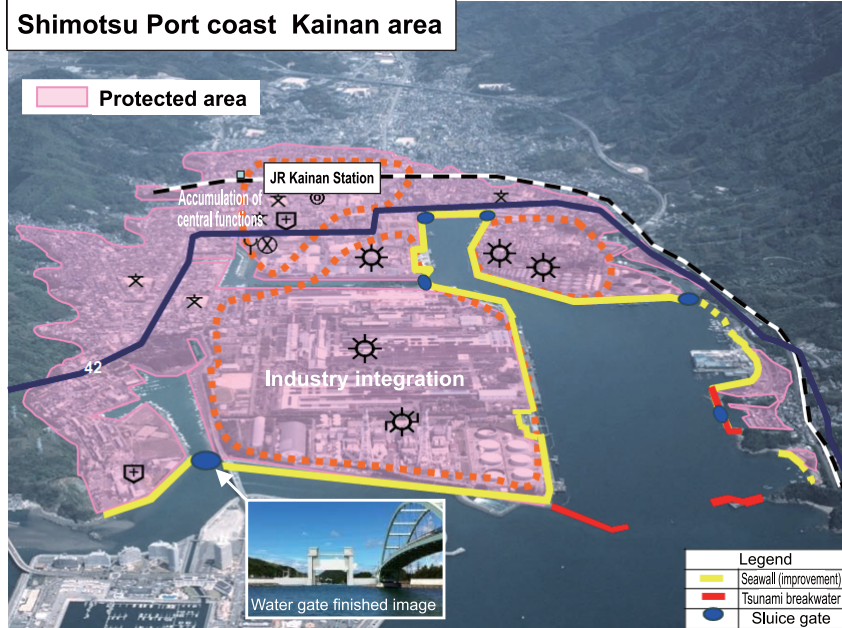 Shimotsu Port coast Kainan area
Protected area
JR Kainan Station
Accumulation of
central functions
42
Industry integration
Water gate finished image
Legend
Seawall (improvement)
Tsunami breakwater
Sluice gate